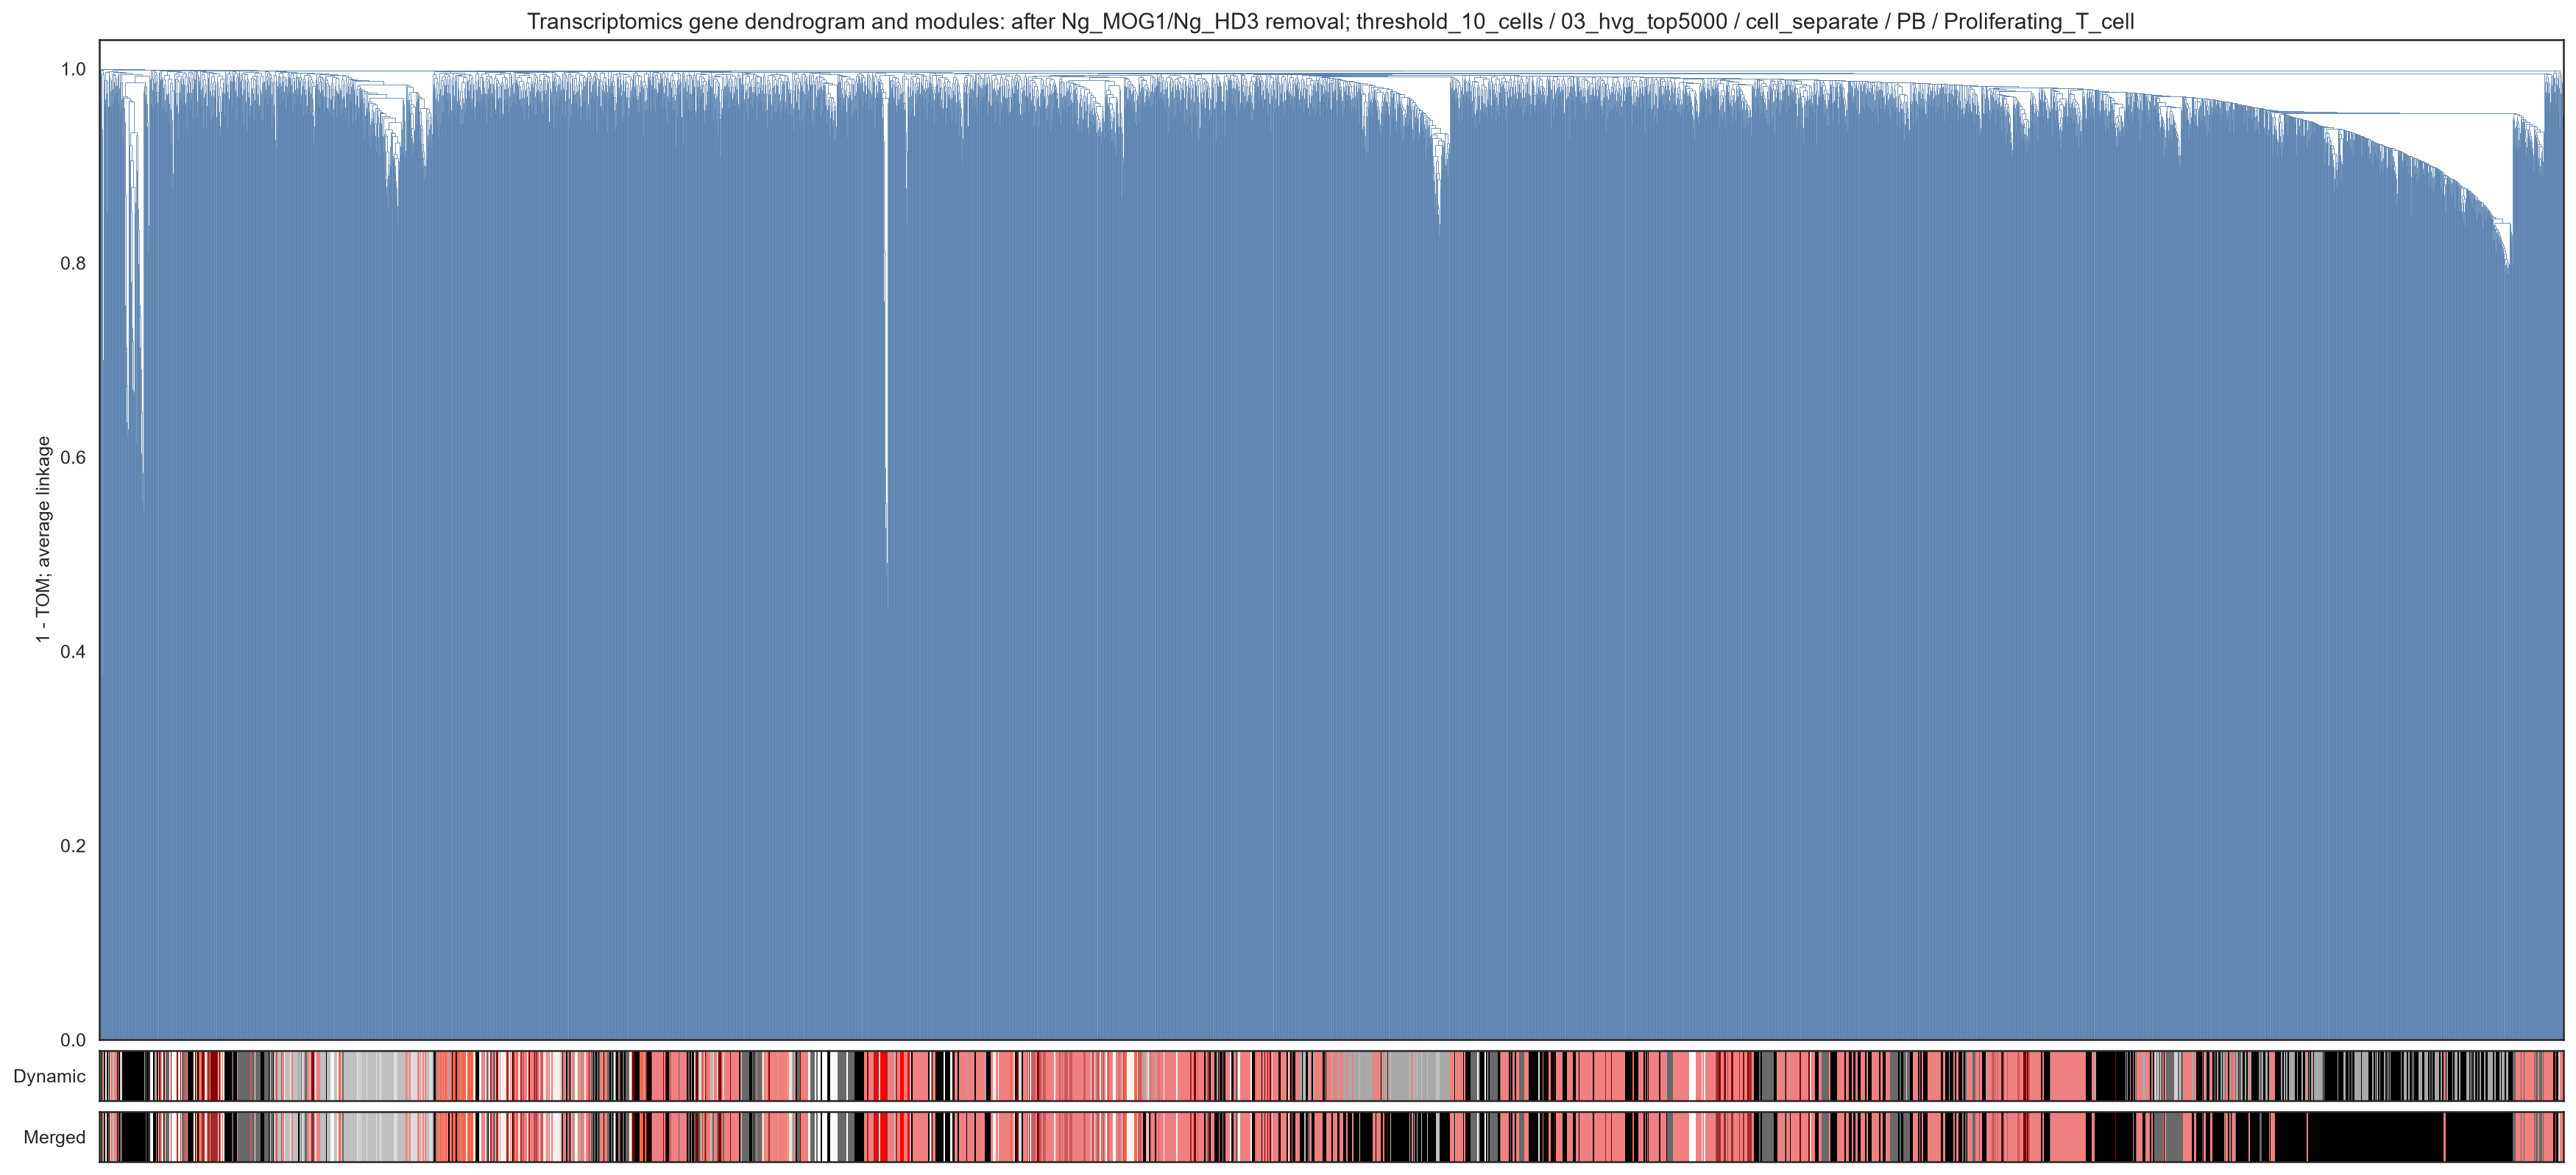 Transcriptomics gene dendrogram and modules: after Ng_MOG1/Ng_HD3 removal; threshold_10_cells / 03_hvg_top5000 / cell_separate / PB / Proliferating_T_cell
1.0
0.8
0.6
0.4
0.2
0.0
1 - TOM; average linkage
Dynamic
Merged